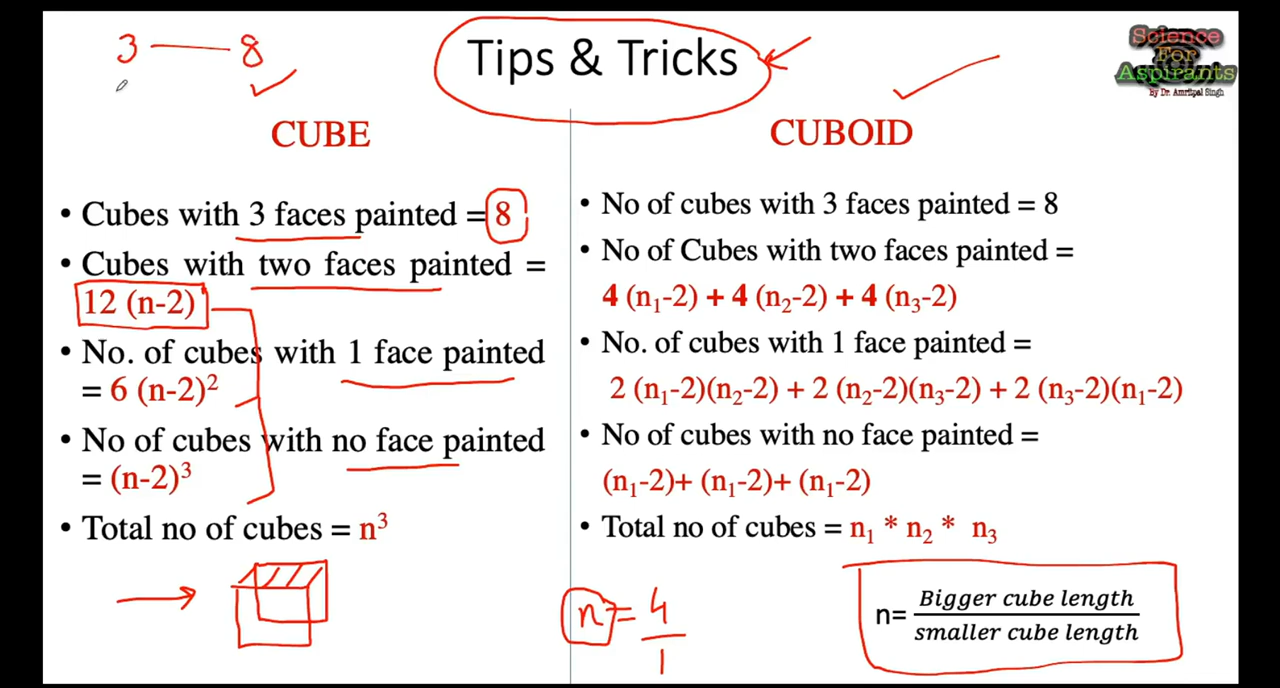 3 — 8
Tips & Tricks
Science
For
Aspirants
By Dr. Amritpal Singh
CUBE
• Cubes with 3 faces painted = 8
• Cubes with two faces painted =
12 (n-2)
• No. of cubes with 1 face painted
= 6 (n-2)²
• No of cubes with no face painted
= (n-2)³
• Total no of cubes = n³
CUBOID
• No of cubes with 3 faces painted = 8
• No of Cubes with two faces painted =
4 (n₁-2) + 4 (n₂-2) + 4 (n₃-2)
• No. of cubes with 1 face painted =
2 (n₁-2)(n₂-2) + 2 (n₂-2)(n₃-2) + 2 (n₃-2)(n₁-2)
• No of cubes with no face painted =
(n₁-2)+ (n₁-2)+ (n₁-2)
• Total no of cubes = n₁ * n₂ * n₃
n = 4
1
n= Bigger cube length
smaller cube length